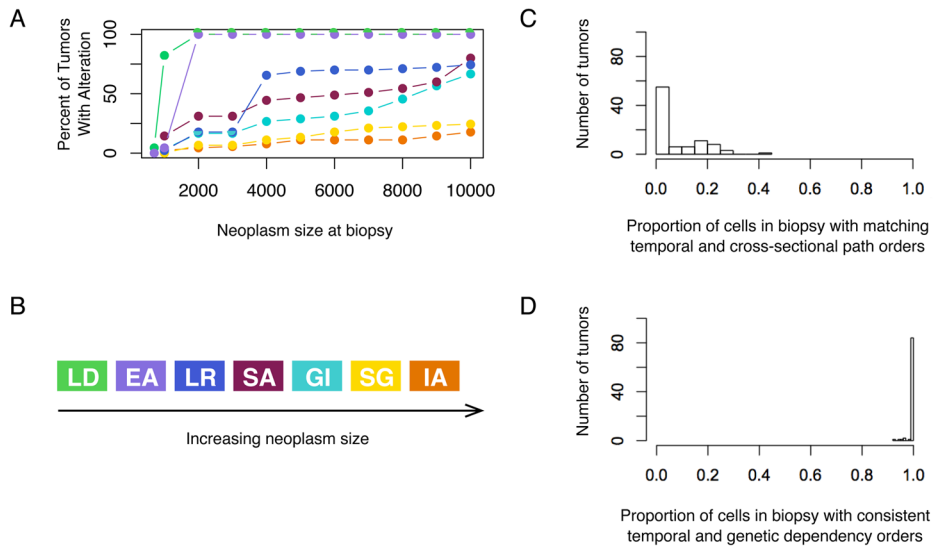 A
Percent of Tumors
With Alteration
0
50
100
2000
4000
6000
8000
10000
Neoplasm size at biopsy
B
LD
EA
LR
SA
GI
SG
IA
Increasing neoplasm size
C
Number of tumors
0
40
80
0.0
0.2
0.4
0.6
0.8
1.0
Proportion of cells in biopsy with matching
temporal and cross-sectional path orders
D
Number of tumors
0
40
80
0.0
0.2
0.4
0.6
0.8
1.0
Proportion of cells in biopsy with consistent
temporal and genetic dependency orders